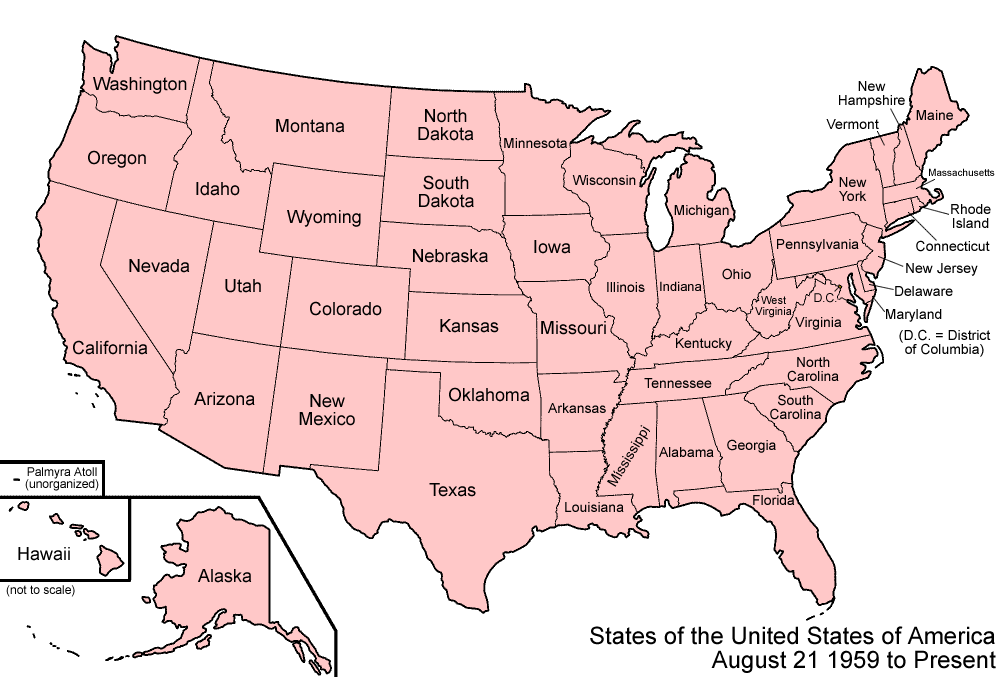 Washington
Oregon
California
Nevada
Idaho
Montana
Wyoming
Utah
Colorado
Arizona
New
Mexico
North
Dakota
South
Dakota
Nebraska
Kansas
Oklahoma
Texas
Minnesota
Iowa
Missouri
Arkansas
Louisiana
Wisconsin
Illinois
Michigan
Indiana
Ohio
Kentucky
Tennessee
Mississippi
Alabama
Georgia
Florida
South
Carolina
North
Carolina
Virginia
West
Virginia
D.C.
Pennsylvania
New
York
Vermont
New
Hampshire
Maine
Massachusetts
Rhode
Island
Connecticut
New Jersey
Delaware
Maryland
(D.C. = District
of Columbia)
Palmyra Atoll
(unorganized)
Hawaii
(not to scale)
Alaska
States of the United States of America
August 21 1959 to Present